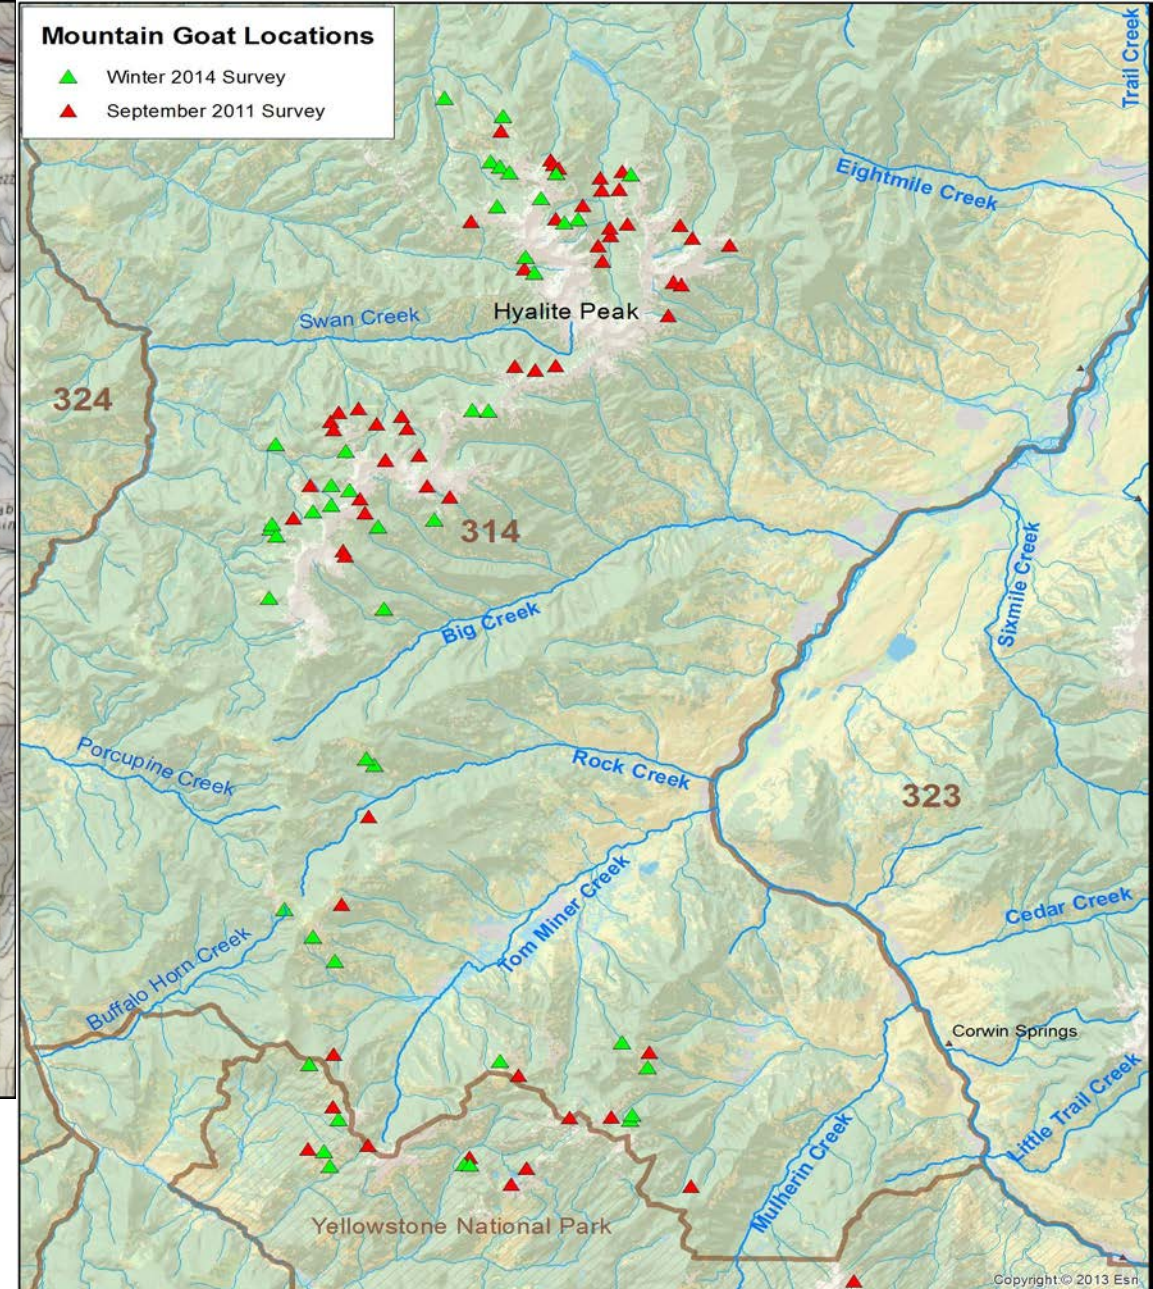 Mountain Goat Locations
Winter 2014 Survey
September 2011 Survey
Trail Creek
Eightmile Creek
Hyalite Peak
Swan Creek
324
314
Sixmile Creek
Big Creek
Porcupine Creek
Rock Creek
323
Tom Miner Creek
Cedar Creek
Buffalo Horn Creek
Corwin Springs
Little Trail Creek
Mulherin Creek
Yellowstone National Park
Copyright:© 2013 Esri